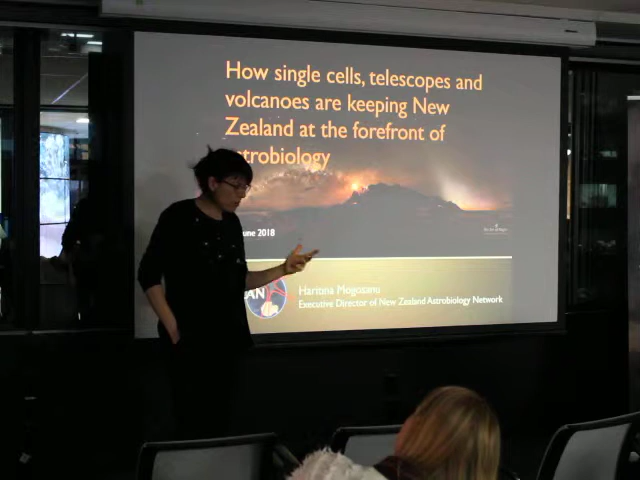 How single cells, telescopes and
volcanoes are keeping New
Zealand at the forefront of
strobiology
June 2018
AN
Haritina Mogosanu
Executive Director of New Zealand Astrobiology Network